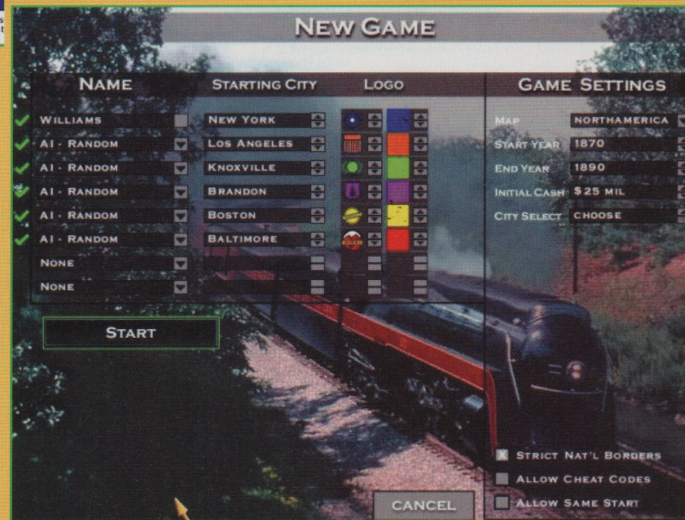 NEW GAME
NAME STARTING CITY LOGO
WILLIAMS NEW YORK
AI - RANDOM LOS ANGELES
AI - RANDOM KNOXVILLE
AI - RANDOM BRANDON
AI - RANDOM BOSTON
AI - RANDOM BALTIMORE
NONE
NONE
START
GAME SETTINGS
MAP NORTHAMERICA
START YEAR 1870
END YEAR 1890
INITIAL CASH $25 MIL
CITY SELECT CHOOSE
X STRICT NAT'L BORDERS
ALLOW CHEAT CODES
ALLOW SAME START
CANCEL